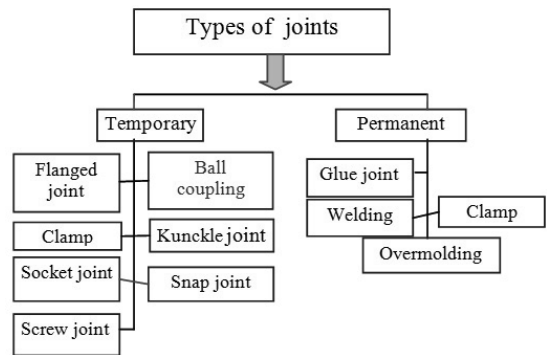 Types of joints
Temporary
Permanent
Flanged
joint
Ball
coupling
Clamp
Kunckle joint
Socket joint
Snap joint
Screw joint
Glue joint
Welding
Clamp
Overmolding